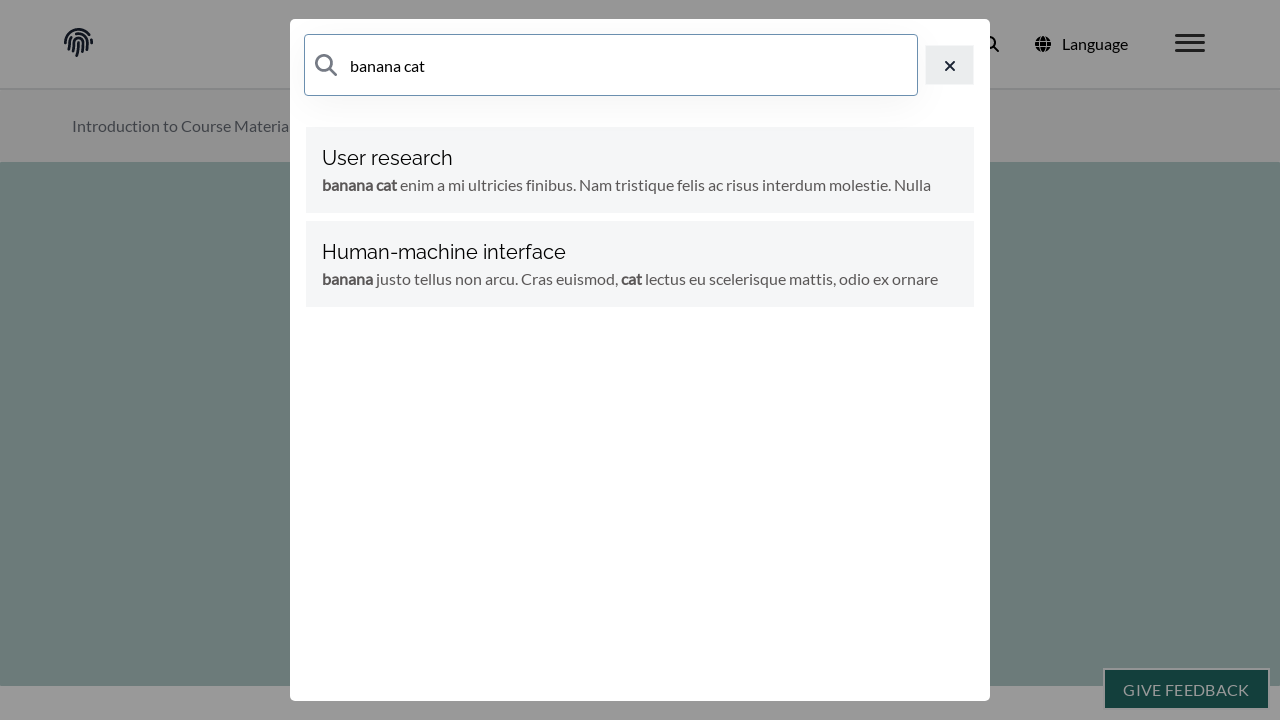 banana cat
Language
Introduction to Course Materia
User research
banana cat enim a mi ultricies finibus. Nam tristique felis ac risus interdum molestie. Nulla
Human-machine interface
banana justo tellus non arcu. Cras euismod, cat lectus eu scelerisque mattis, odio ex ornare
GIVE FEEDBACK